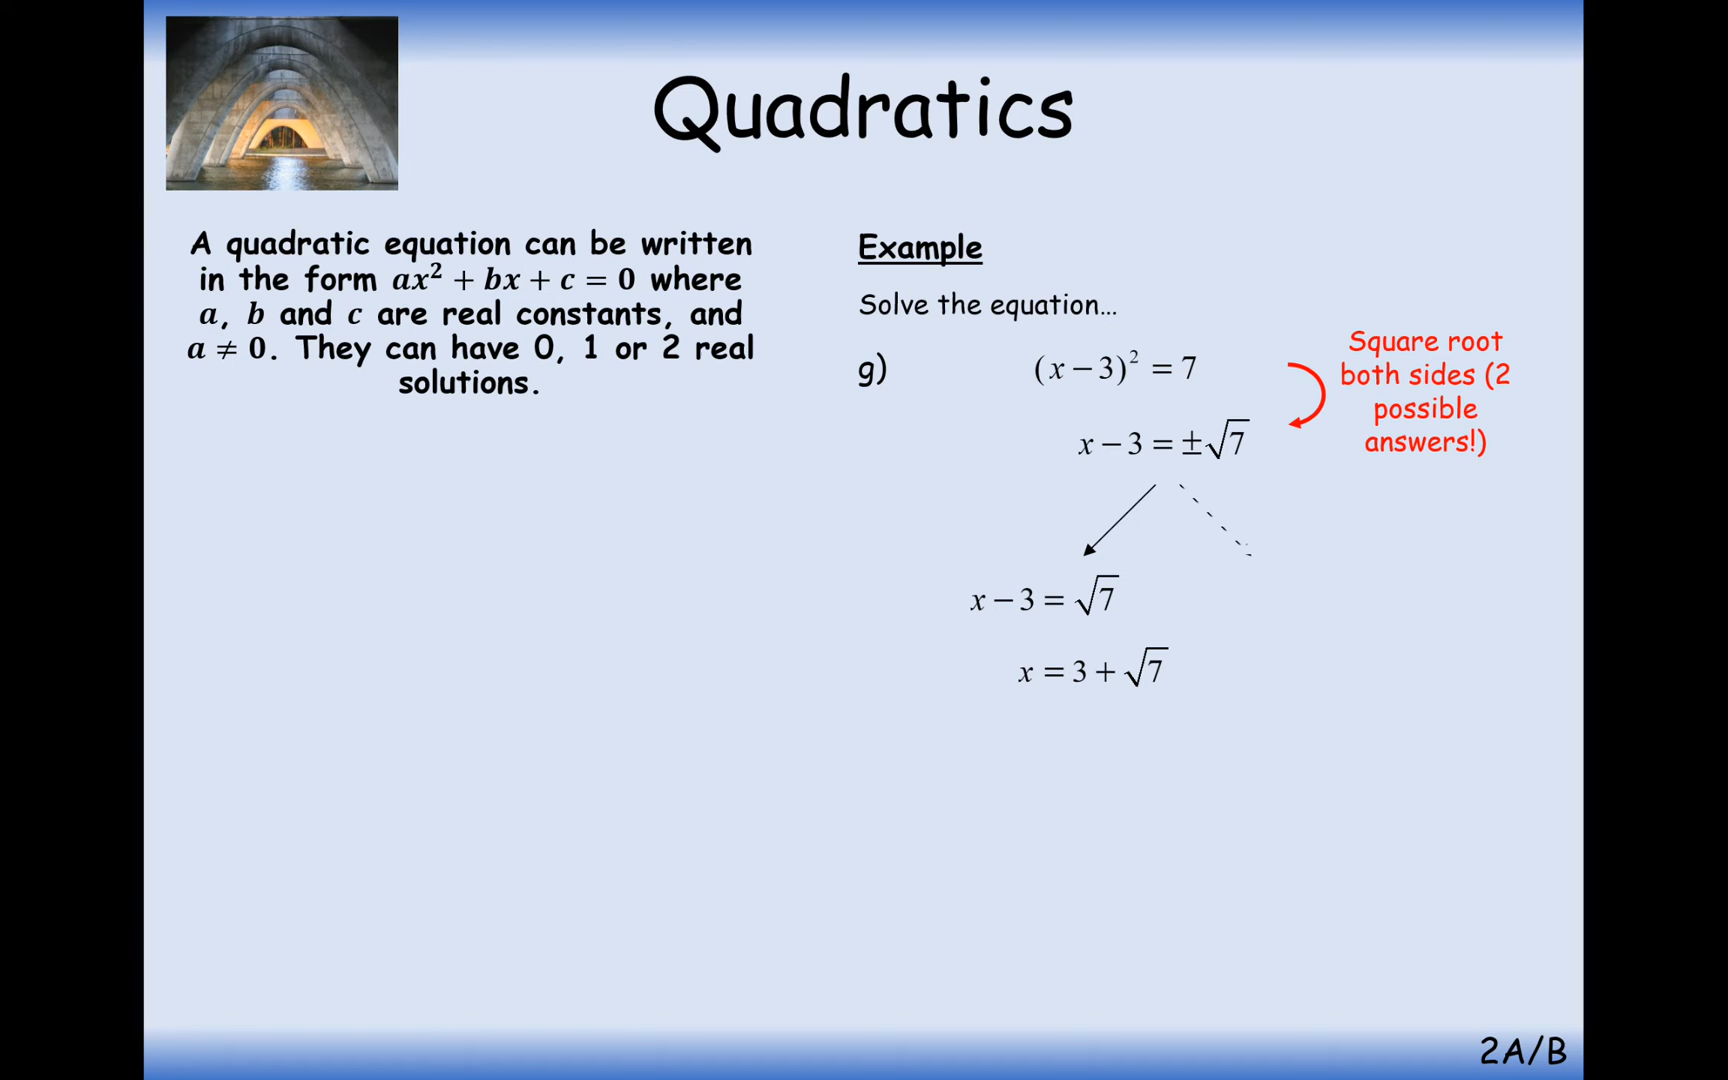 Quadratics
A quadratic equation can be written
in the form ax² + bx + c = 0 where
a, b and c are real constants, and
a ≠ 0. They can have 0, 1 or 2 real
solutions.
Example
Solve the equation…
g) (x − 3)² = 7
x − 3 = ±√7
Square root
both sides (2
possible
answers!)
x − 3 = √7
x = 3 + √7
2A/B